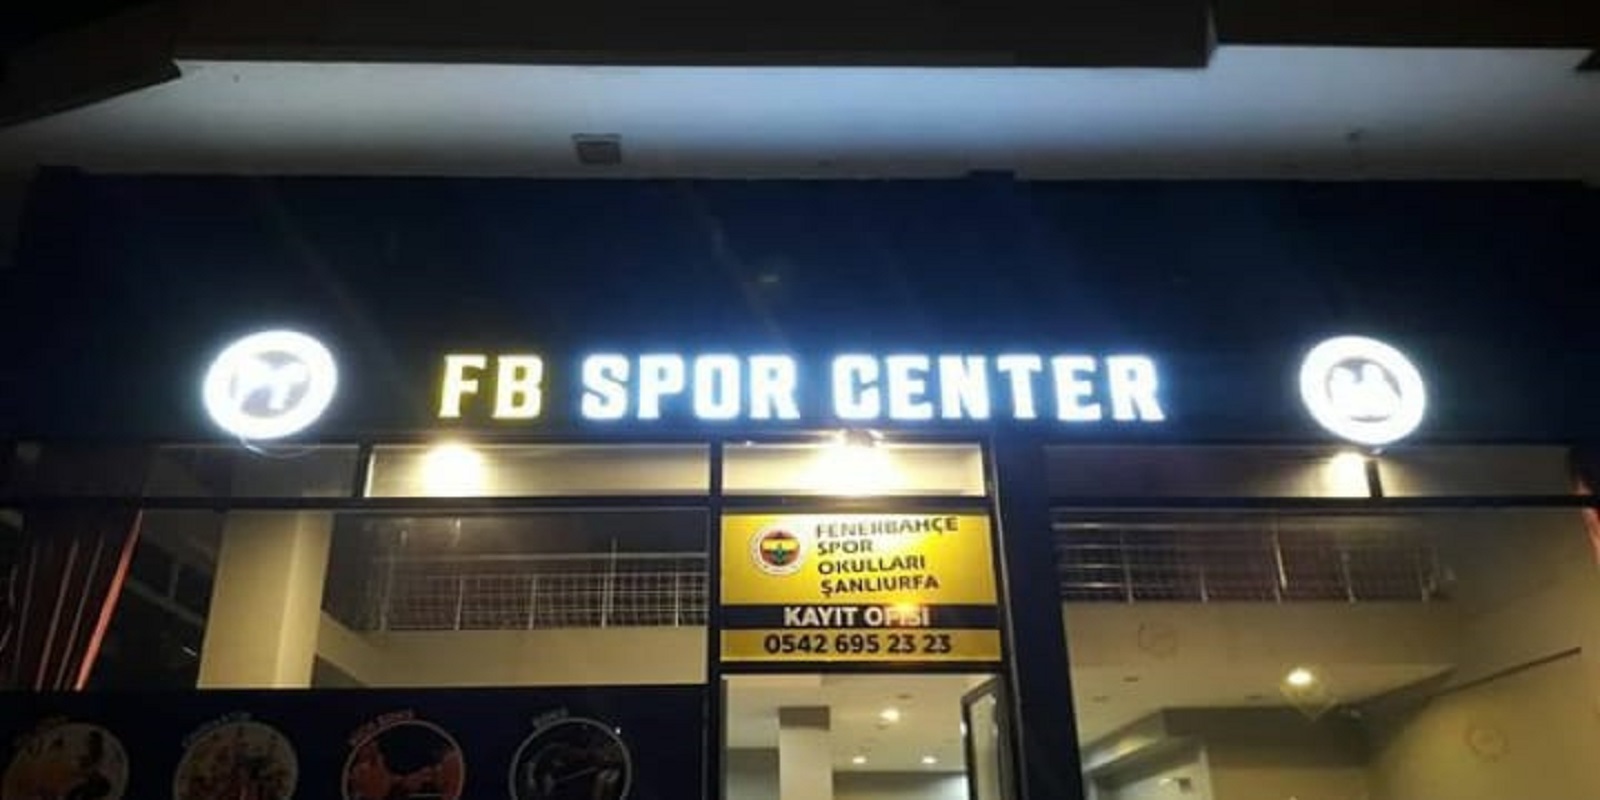 FB SPOR CENTER
FENERBAHÇE
SPOR
OKULLARI
ŞANLIURFA
KAYIT OFİSİ
0542 695 23 23